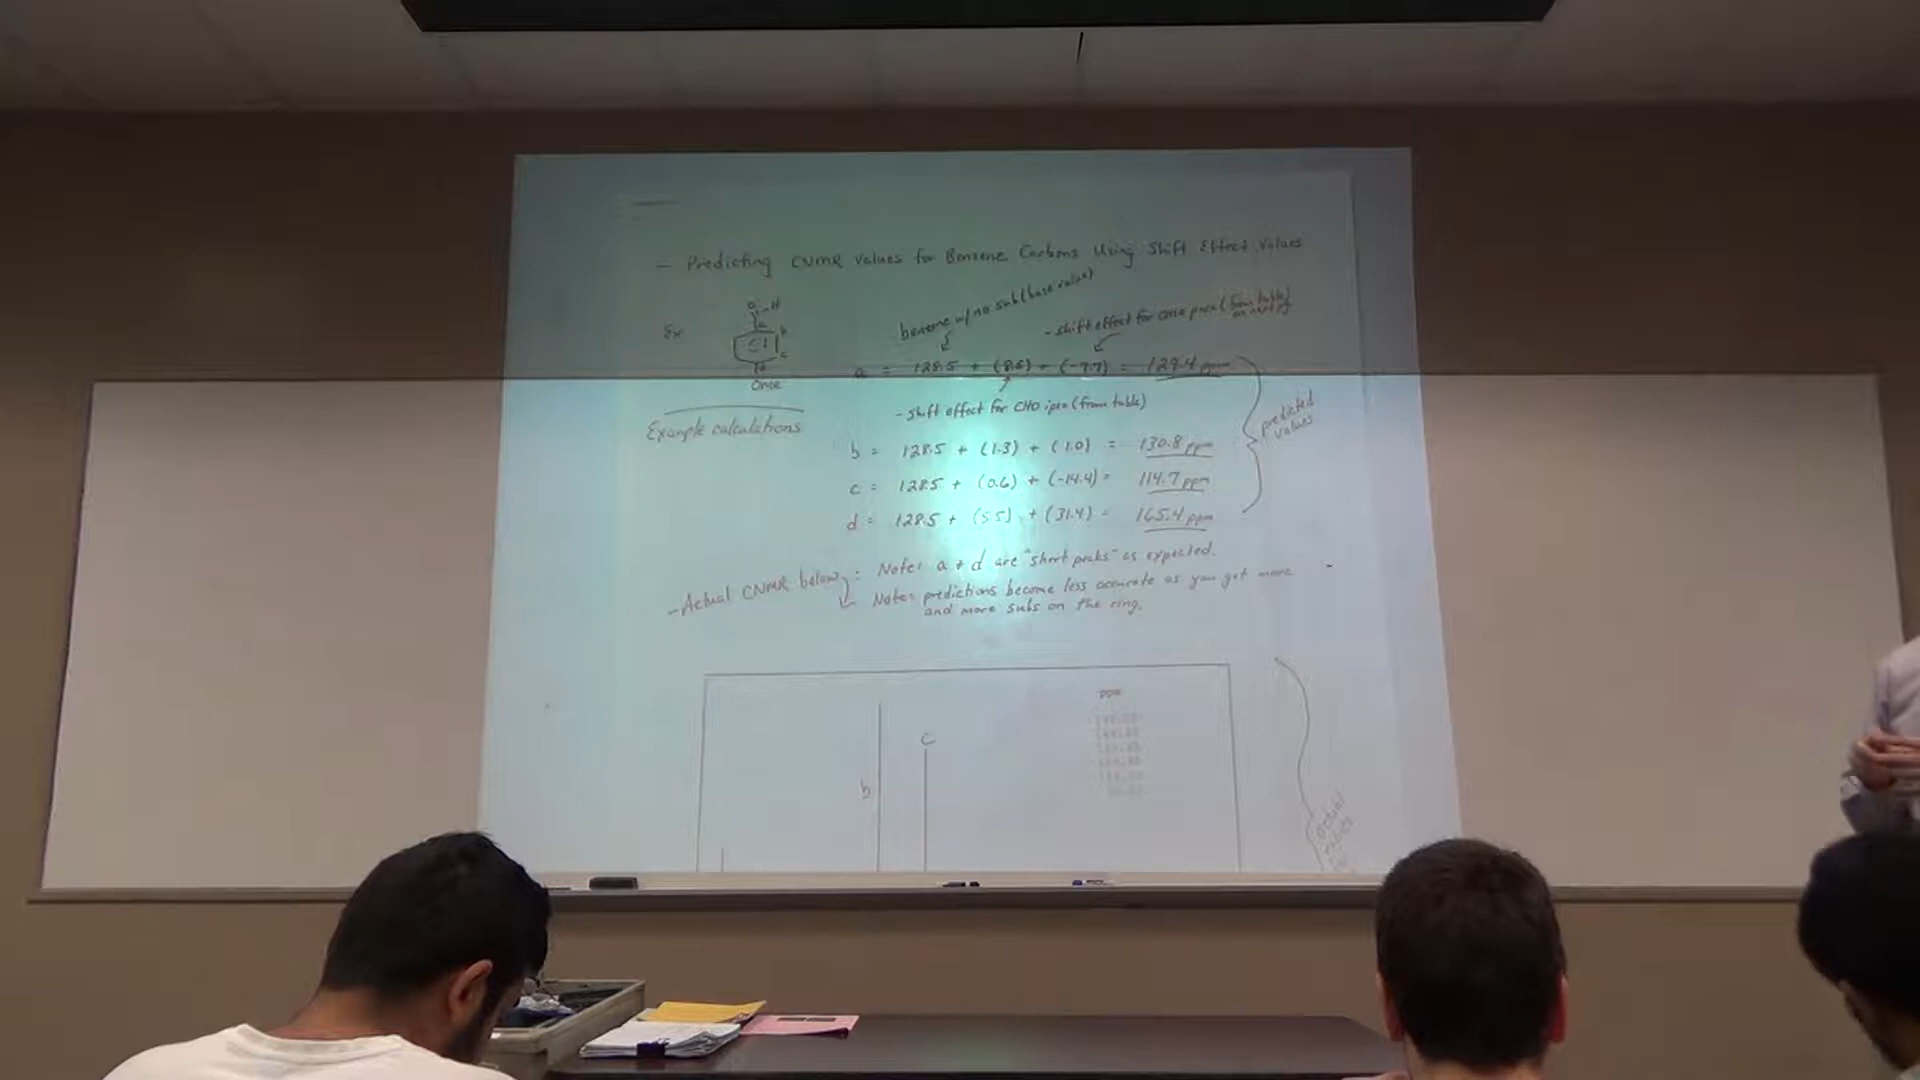 — Predicting CNMR Values for Benzene Carbons Using Shift Effect Values
benzene w/ no sub (base value)
- shift effect for OMe para (from table
Ex
O H
a
b
c
d
OMe
a = 128.5 + (8.6) + (-7.7) = 129.4 ppm
- shift effect for CHO ipso (from table)
Example calculations
predicted values
b = 128.5 + (1.3) + (1.0) = 130.8 ppm
c = 128.5 + (0.6) + (-14.4) = 114.7 ppm
d = 128.5 + (5.5) + (31.4) = 165.4 ppm
- Actual CNMR below : Note: a + d are "short peaks" as expected.
Note: predictions become less accurate as you get more
and more subs on the ring.
ppm
c
b
actual
values